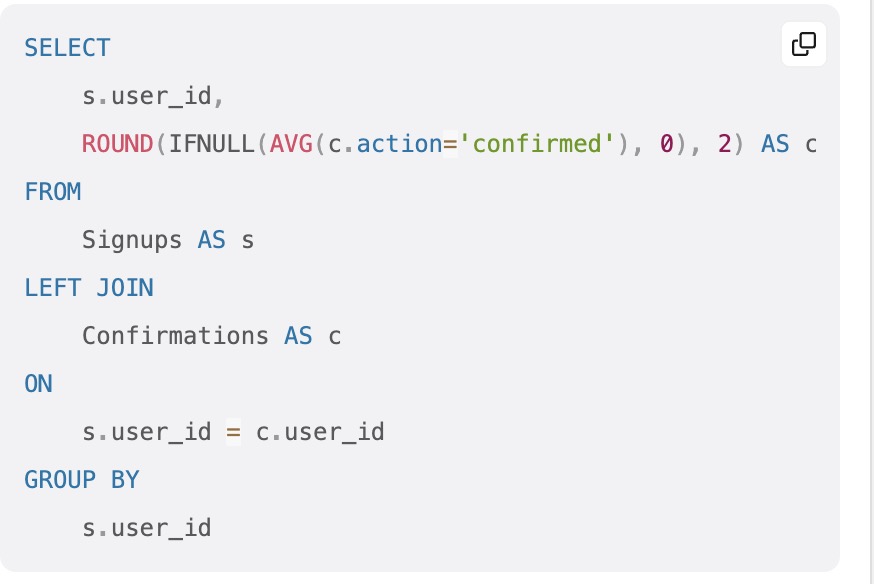 SELECT
s.user_id,
ROUND(IFNULL(AVG(c.action='confirmed'), 0), 2) AS c
FROM
Signups AS s
LEFT JOIN
Confirmations AS c
ON
s.user_id = c.user_id
GROUP BY
s.user_id